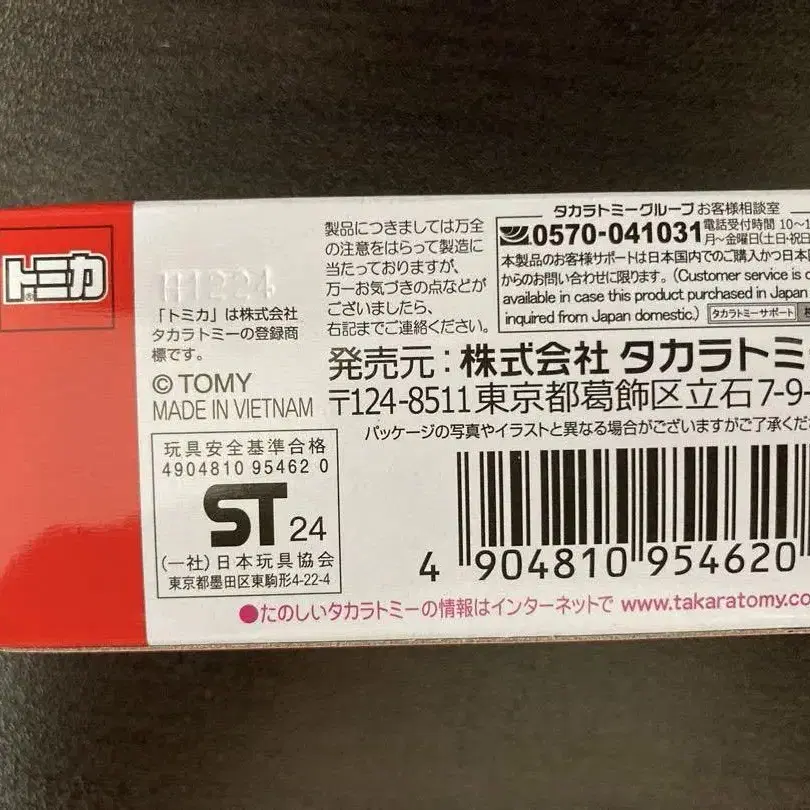 トミカ
®
H1224
「トミカ」は株式会社
タカラトミーの登録商
標です。
© TOMY
MADE IN VIETNAM
玩具安全基準合格
4904810 95462 0
ST 24
(一社)日本玩具協会
東京都墨田区東駒形4-22-4
製品につきましては万全
の注意をはらって製造に
当たっておりますが、
万一お気づきの点などが
ございましたら、
右記までご連絡ください。
タカラトミーグループ お客様相談室
0570-041031 電話受付時間 10〜1
月〜金曜日(土日・祝日
本製品のお客様サポートは日本国内でのご購入かつ日本国
からのお問い合わせに限ります。(Customer service is
available in case this product purchased in Japan
inquired from Japan domestic.) タカラトミーサポート
発売元:株式会社 タカラトミ
〒124-8511 東京都葛飾区立石7-9-
パッケージの写真やイラストと異なる場合がございますがご了承くだ
4 904810 954620
●たのしいタカラトミーの情報はインターネットで www.takaratomy.co